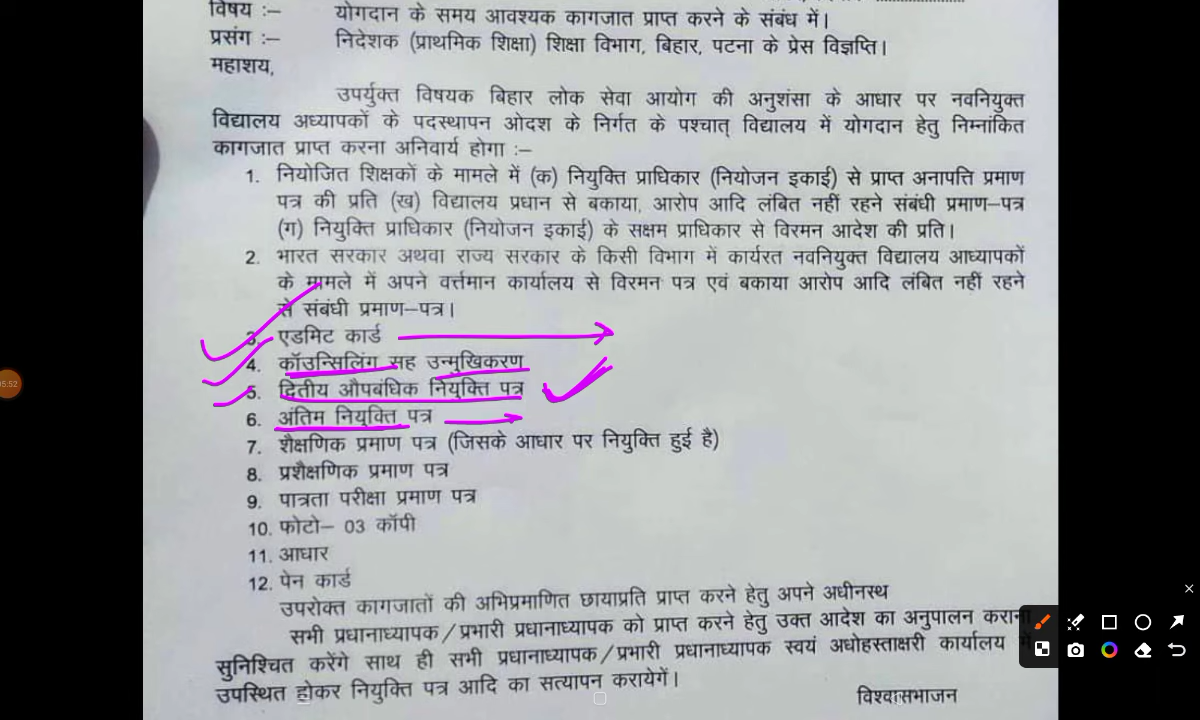 विषय :– योगदान के समय आवश्यक कागजात प्राप्त करने के संबंध में।
प्रसंग :– निदेशक (प्राथमिक शिक्षा) शिक्षा विभाग, बिहार, पटना के प्रेस विज्ञप्ति।
महाशय,
उपर्युक्त विषयक बिहार लोक सेवा आयोग की अनुशंसा के आधार पर नवनियुक्त
विद्यालय अध्यापकों के पदस्थापन ओदश के निर्गत के पश्चात् विद्यालय में योगदान हेतु निम्नांकित
कागजात प्राप्त करना अनिवार्य होगा :–
1. नियोजित शिक्षकों के मामले में (क) नियुक्ति प्राधिकार (नियोजन इकाई) से प्राप्त अनापत्ति प्रमाण
पत्र की प्रति (ख) विद्यालय प्रधान से बकाया, आरोप आदि लंबित नहीं रहने संबंधी प्रमाण–पत्र
(ग) नियुक्ति प्राधिकार (नियोजन इकाई) के सक्षम प्राधिकार से विरमन आदेश की प्रति।
2. भारत सरकार अथवा राज्य सरकार के किसी विभाग में कार्यरत नवनियुक्त विद्यालय आध्यापकों
के मामले में अपने वर्त्तमान कार्यालय से विरमन पत्र एवं बकाया आरोप आदि लंबित नहीं रहने
से संबंधी प्रमाण–पत्र।
3. एडमिट कार्ड
4. कॉउन्सिलिंग सह उन्मुखिकरण
5. द्वितीय औपबंधिक नियुक्ति पत्र
6. अंतिम नियुक्ति पत्र
7. शैक्षणिक प्रमाण पत्र (जिसके आधार पर नियुक्ति हुई है)
8. प्रशैक्षणिक प्रमाण पत्र
9. पात्रता परीक्षा प्रमाण पत्र
10. फोटो– 03 कॉपी
11. आधार
12. पेन कार्ड
उपरोक्त कागजातों की अभिप्रमाणित छायाप्रति प्राप्त करने हेतु अपने अधीनस्थ
सभी प्रधानाध्यापक/प्रभारी प्रधानाध्यापक को प्राप्त करने हेतु उक्त आदेश का अनुपालन कराना
सुनिश्चित करेंगे साथ ही सभी प्रधानाध्यापक/प्रभारी प्रधानाध्यापक स्वयं अधोहस्ताक्षरी कार्यालय में
उपस्थित होकर नियुक्ति पत्र आदि का सत्यापन करायेगें।
विश्वासभाजन
05:52